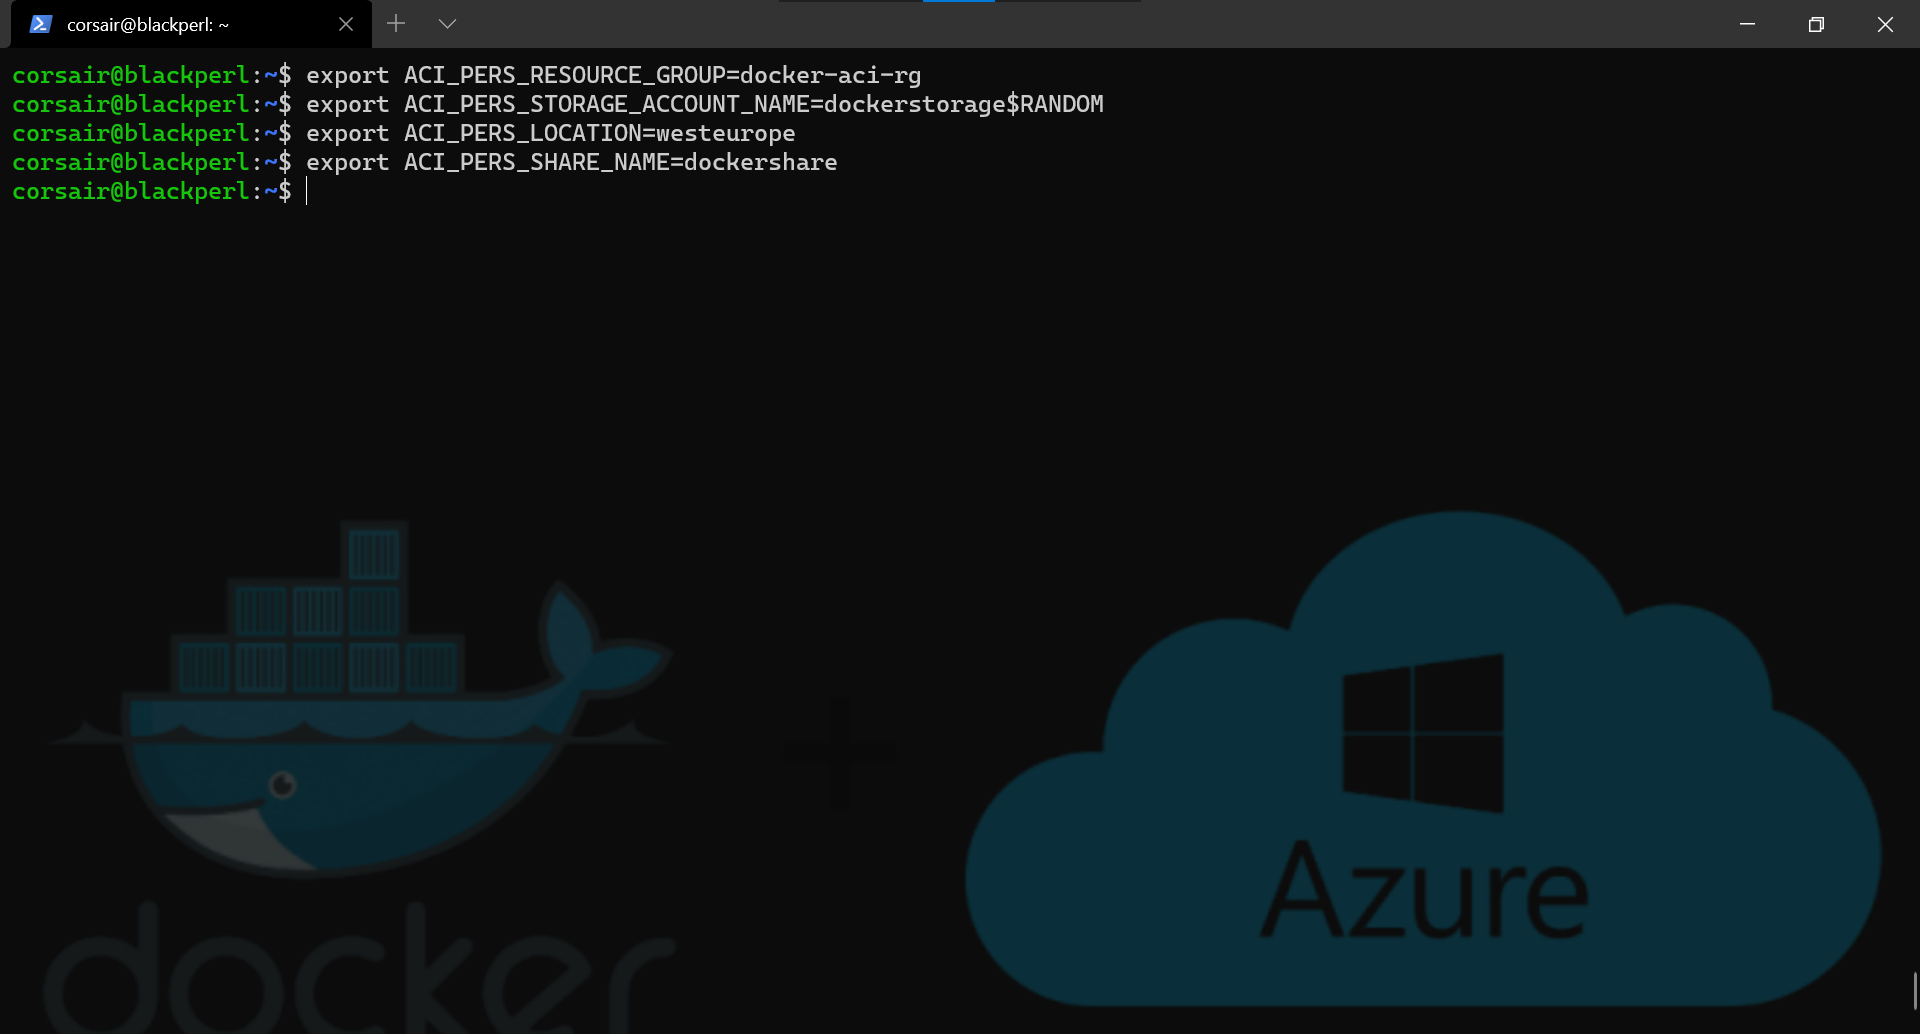 corsair@blackperl: ~
corsair@blackperl:~$ export ACI_PERS_RESOURCE_GROUP=docker-aci-rg
corsair@blackperl:~$ export ACI_PERS_STORAGE_ACCOUNT_NAME=dockerstorage$RANDOM
corsair@blackperl:~$ export ACI_PERS_LOCATION=westeurope
corsair@blackperl:~$ export ACI_PERS_SHARE_NAME=dockershare
corsair@blackperl:~$
docker
Azure